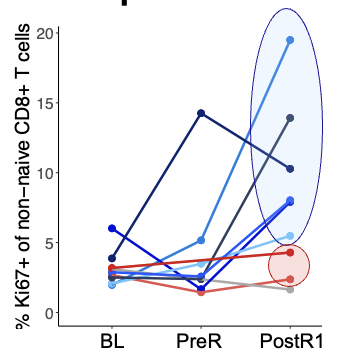 % Ki67+ of non−naive CD8+ T cells
20
15
10
5
0
BL PreR PostR1